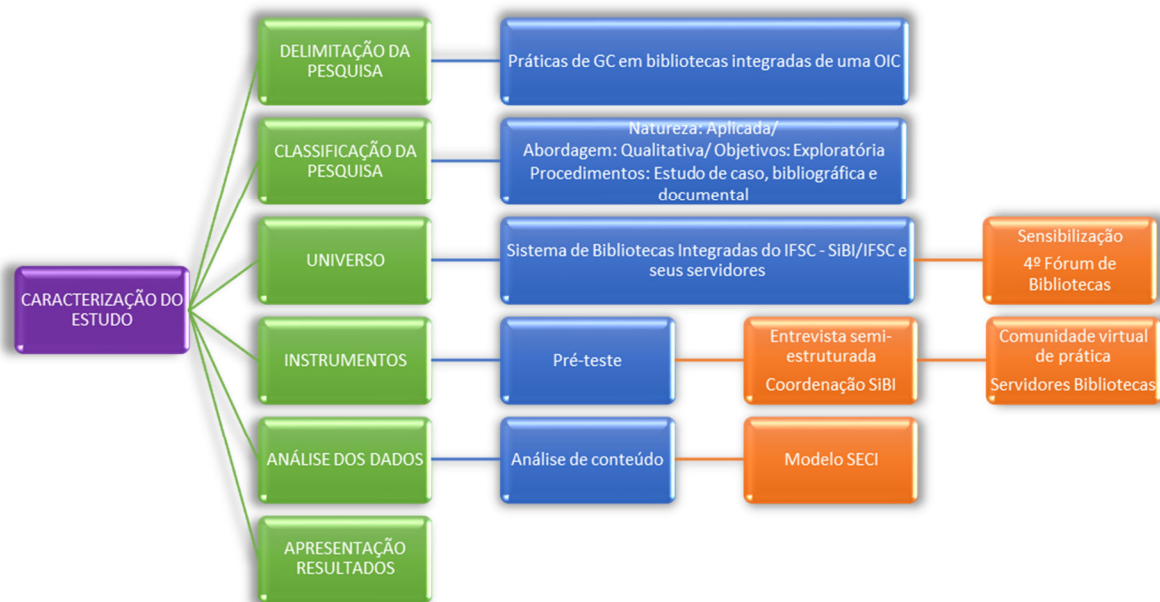 DELIMITAÇÃO DA
PESQUISA
Práticas de GC em bibliotecas integradas de uma OIC
CLASSIFICAÇÃO DA
PESQUISA
Natureza: Aplicada/
Abordagem: Qualitativa/ Objetivos: Exploratória
Procedimentos: Estudo de caso, bibliográfica e
documental
UNIVERSO
Sistema de Bibliotecas Integradas do IFSC - SiBI/IFSC e
seus servidores
Sensibilização
4º Fórum de
Bibliotecas
CARACTERIZAÇÃO DO
ESTUDO
INSTRUMENTOS
Pré-teste
Entrevista semi-
estruturada
Coordenação SiBI
Comunidade virtual
de prática
Servidores Bibliotecas
ANÁLISE DOS DADOS
Análise de conteúdo
Modelo SECI
APRESENTAÇÃO
RESULTADOS